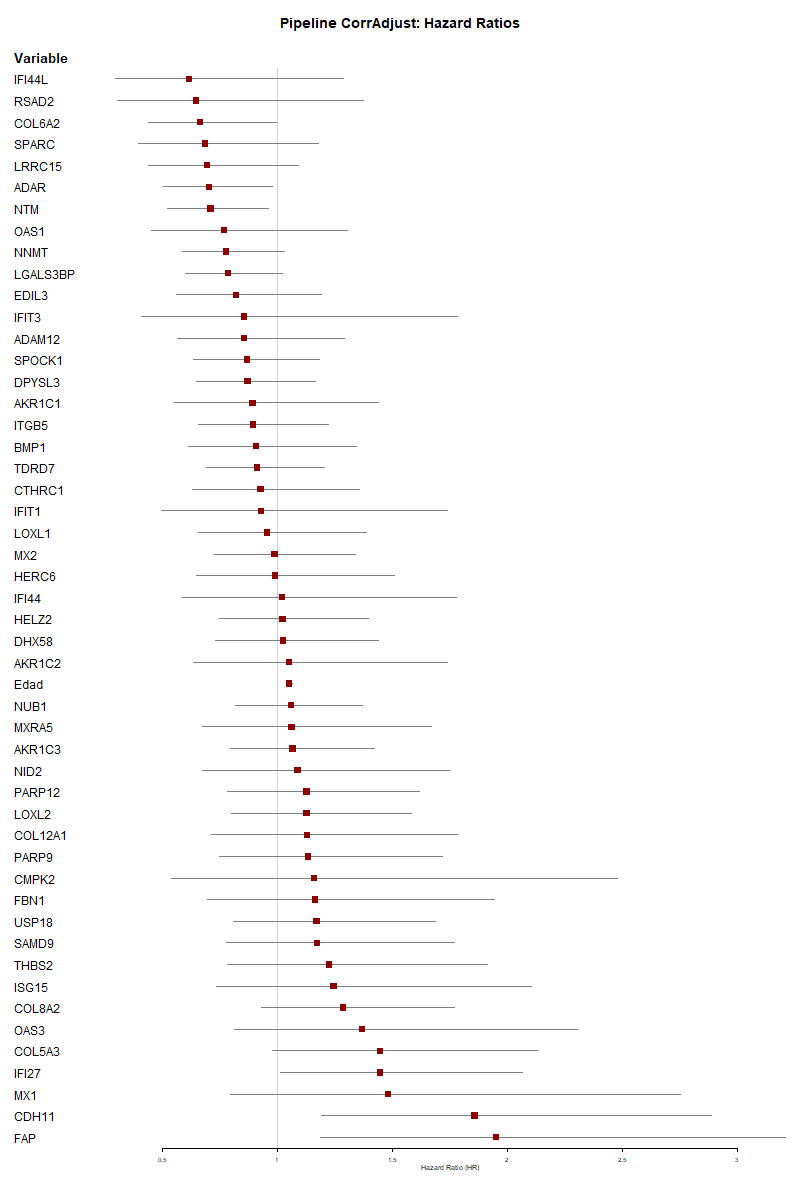 Pipeline CorrAdjust: Hazard Ratios
Variable
IFI44L
RSAD2
COL6A2
SPARC
LRRC15
ADAR
NTM
OAS1
NNMT
LGALS3BP
EDIL3
IFIT3
ADAM12
SPOCK1
DPYSL3
AKR1C1
ITGB5
BMP1
TDRD7
CTHRC1
IFIT1
LOXL1
MX2
HERC6
IFI44
HELZ2
DHX58
AKR1C2
Edad
NUB1
MXRA5
AKR1C3
NID2
PARP12
LOXL2
COL12A1
PARP9
CMPK2
FBN1
USP18
SAMD9
THBS2
ISG15
COL8A2
OAS3
COL5A3
IFI27
MX1
CDH11
FAP
0.5 1 1.5 2 2.5 3
Hazard Ratio (HR)